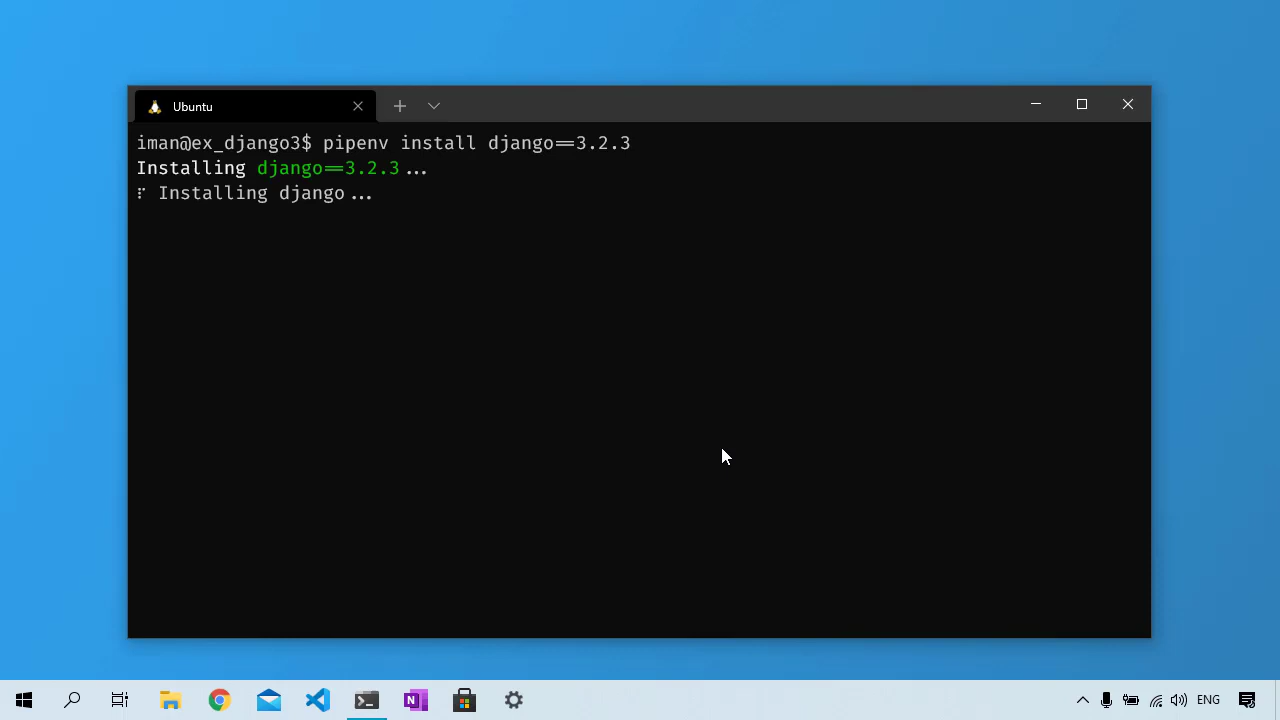 Ubuntu
iman@ex_django3$ pipenv install django==3.2.3
Installing django==3.2.3...
⠏ Installing django...
ENG